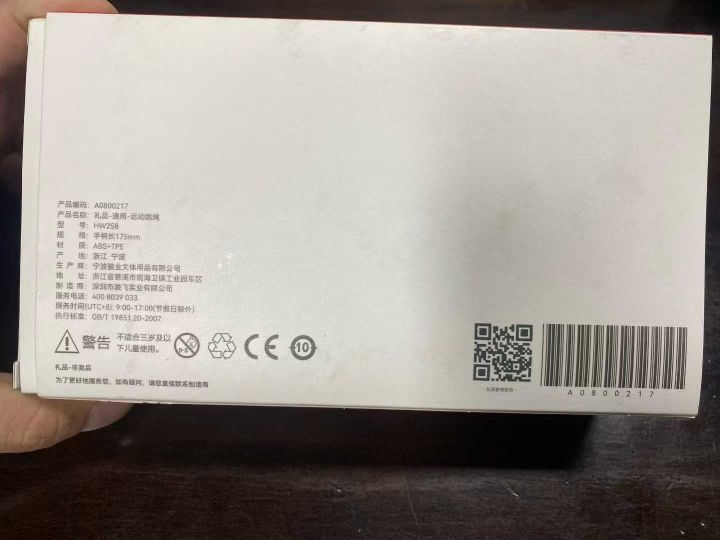 产品编码: A0800217
产品名称: 礼品-通用-运动跳绳
型 号: HW258
规 格: 手柄长175mm
材 质: ABS+TPE
产 地: 浙江·宁波
生 产 商: 宁波骏业文体用品有限公司
地 址: 浙江省慈溪市观海卫镇工业园东区
制 造 商: 深圳市骏飞实业有限公司
服务电话: 400 8039 033
服务时间(UTC+8): 9:00-17:00(节假日除外)
执行标准: GB/T 19851.20-2007
警告 不适合三岁及以
下儿童使用。
0-3
CE
10
礼品-非卖品
为了更好地服务您, 如有疑问, 请您直接联系制造商
A0800217